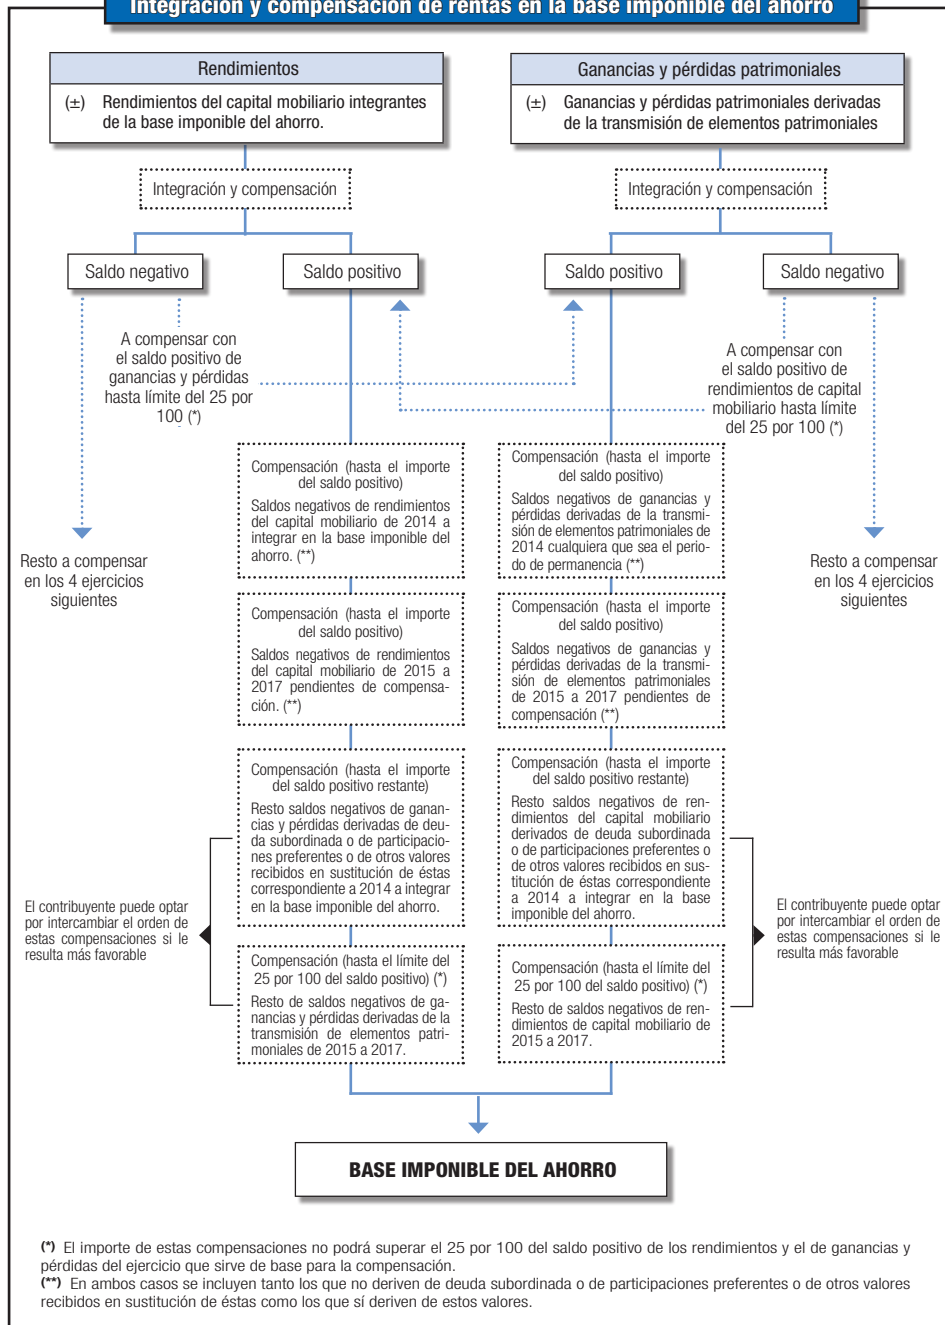 Integración y compensación de rentas en la base imponible del ahorro
Rendimientos
(±) Rendimientos del capital mobiliario integrantes
de la base imponible del ahorro.
Ganancias y pérdidas patrimoniales
(±) Ganancias y pérdidas patrimoniales derivadas
de la transmisión de elementos patrimoniales
Integración y compensación
Integración y compensación
Saldo negativo
Saldo positivo
Saldo positivo
Saldo negativo
A compensar con
el saldo positivo de
ganancias y pérdidas
hasta límite del 25 por
100 (*)
A compensar con
el saldo positivo de
rendimientos de capital
mobiliario hasta límite
del 25 por 100 (*)
Resto a compensar
en los 4 ejercicios
siguientes
Compensación (hasta el importe
del saldo positivo)
Saldos negativos de rendimientos
del capital mobiliario de 2014 a
integrar en la base imponible del
ahorro. (**)
Compensación (hasta el importe
del saldo positivo)
Saldos negativos de ganancias y
pérdidas derivadas de la transmi-
sión de elementos patrimoniales de
2014 cualquiera que sea el perio-
do de permanencia (**)
Resto a compensar
en los 4 ejercicios
siguientes
Compensación (hasta el importe
del saldo positivo)
Saldos negativos de rendimientos
del capital mobiliario de 2015 a
2017 pendientes de compensa-
ción. (**)
Compensación (hasta el importe
del saldo positivo)
Saldos negativos de ganancias y
pérdidas derivadas de la transmi-
sión de elementos patrimoniales
de 2015 a 2017 pendientes de
compensación (**)
Compensación (hasta el importe
del saldo positivo restante)
Resto saldos negativos de ganan-
cias y pérdidas derivadas de deu-
da subordinada o de participacio-
nes preferentes o de otros valores
recibidos en sustitución de éstas
correspondiente a 2014 a integrar
en la base imponible del ahorro.
Compensación (hasta el importe
del saldo positivo restante)
Resto saldos negativos de ren-
dimientos del capital mobiliario
derivados de deuda subordinada
o de participaciones preferentes o
de otros valores recibidos en sus-
titución de éstas correspondiente
a 2014 a integrar en la base
imponible del ahorro.
El contribuyente puede optar
por intercambiar el orden de
estas compensaciones si le
resulta más favorable
El contribuyente puede optar
por intercambiar el orden de
estas compensaciones si le
resulta más favorable
Compensación (hasta el límite del
25 por 100 del saldo positivo) (*)
Resto de saldos negativos de ga-
nancias y pérdidas derivadas de la
transmisión de elementos patri-
moniales de 2015 a 2017.
Compensación (hasta el límite del
25 por 100 del saldo positivo) (*)
Resto de saldos negativos de ren-
dimientos de capital mobiliario de
2015 a 2017.
BASE IMPONIBLE DEL AHORRO
(*) El importe de estas compensaciones no podrá superar el 25 por 100 del saldo positivo de los rendimientos y el de ganancias y
pérdidas del ejercicio que sirve de base para la compensación.
(**) En ambos casos se incluyen tanto los que no deriven de deuda subordinada o de participaciones preferentes o de otros valores
recibidos en sustitución de éstas como los que sí deriven de estos valores.